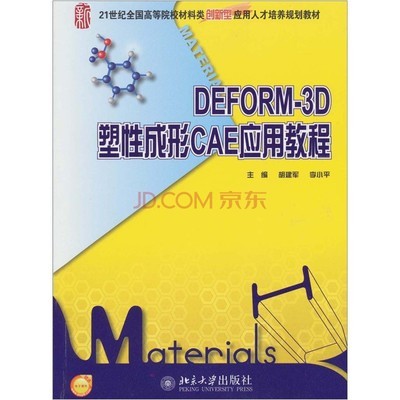 新
21世纪全国高等院校材料类创新型应用人才培养规划教材
MATERIA
DEFORM-3D
塑性成形CAE应用教程
主编 胡建军 李小平
JD.COM 京东
Materials
北京大学出版社
PEKING UNIVERSITY PRESS